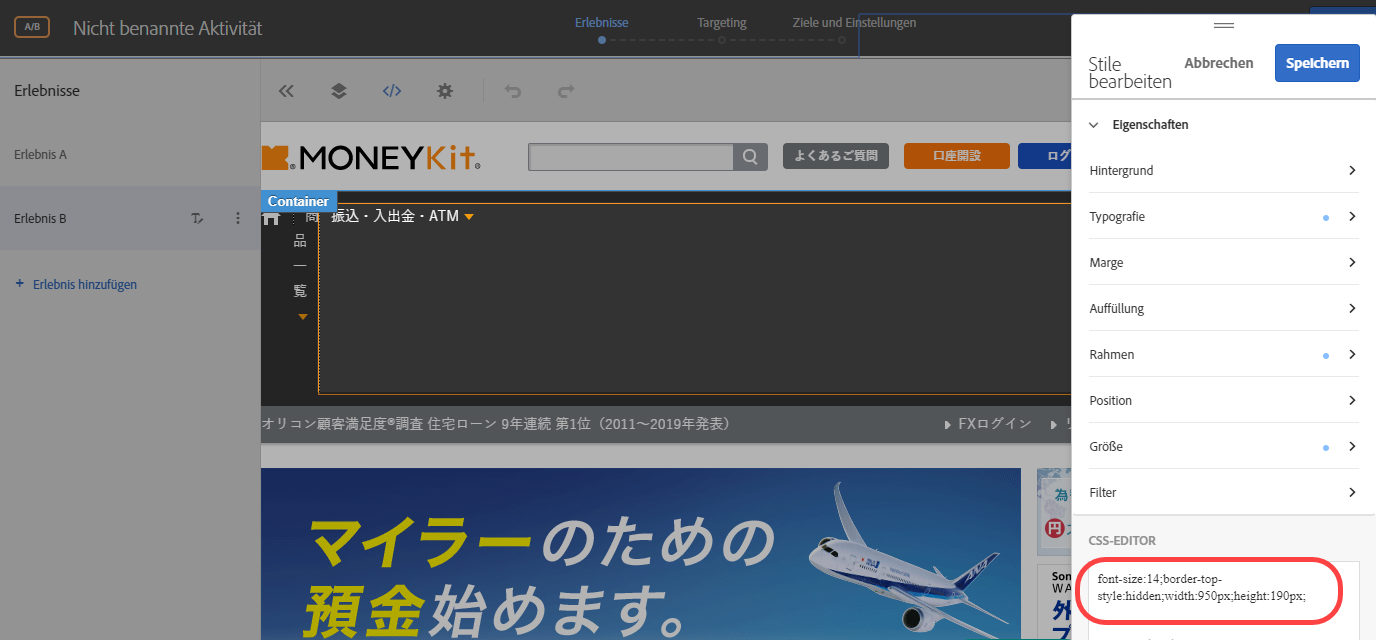 A/B
Nicht benannte Aktivität
Erlebnisse
Targeting
Ziele und Einstellungen
Erlebnisse
Erlebnis A
Erlebnis B
+ Erlebnis hinzufügen
MONEYKit
よくあるご質問
口座開設
ログ
Container
商品一覧
振込・入出金・ATM
オリコン顧客満足度®調査 住宅ローン 9年連続 第1位（2011～2019年発表）
FXログイン
マイラーのための
預金始めます。
為
円
Son
WA
外
Stile
bearbeiten
Abbrechen
Speichern
Eigenschaften
Hintergrund
Typografie
Marge
Auffüllung
Rahmen
Position
Größe
Filter
CSS-EDITOR
font-size:14;border-top-
style:hidden;width:950px;height:190px;